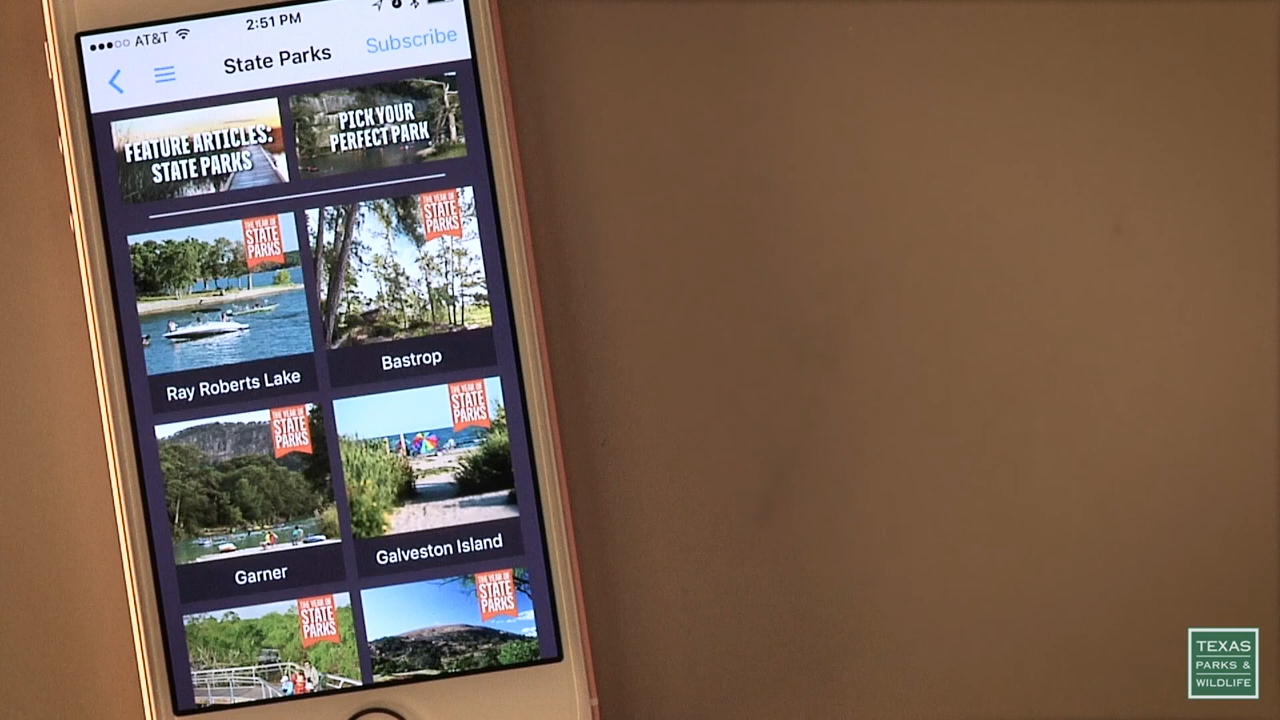 AT&T
2:51 PM
State Parks
Subscribe
FEATURE ARTICLES:
STATE PARKS
PICK YOUR
PERFECT PARK
THE YEAR OF
STATE
PARKS
THE YEAR OF
STATE
PARKS
Ray Roberts Lake
Bastrop
THE YEAR OF
STATE
PARKS
THE YEAR OF
STATE
PARKS
Garner
Galveston Island
THE YEAR OF
STATE
PARKS
THE YEAR OF
STATE
PARKS
TEXAS
PARKS &
WILDLIFE